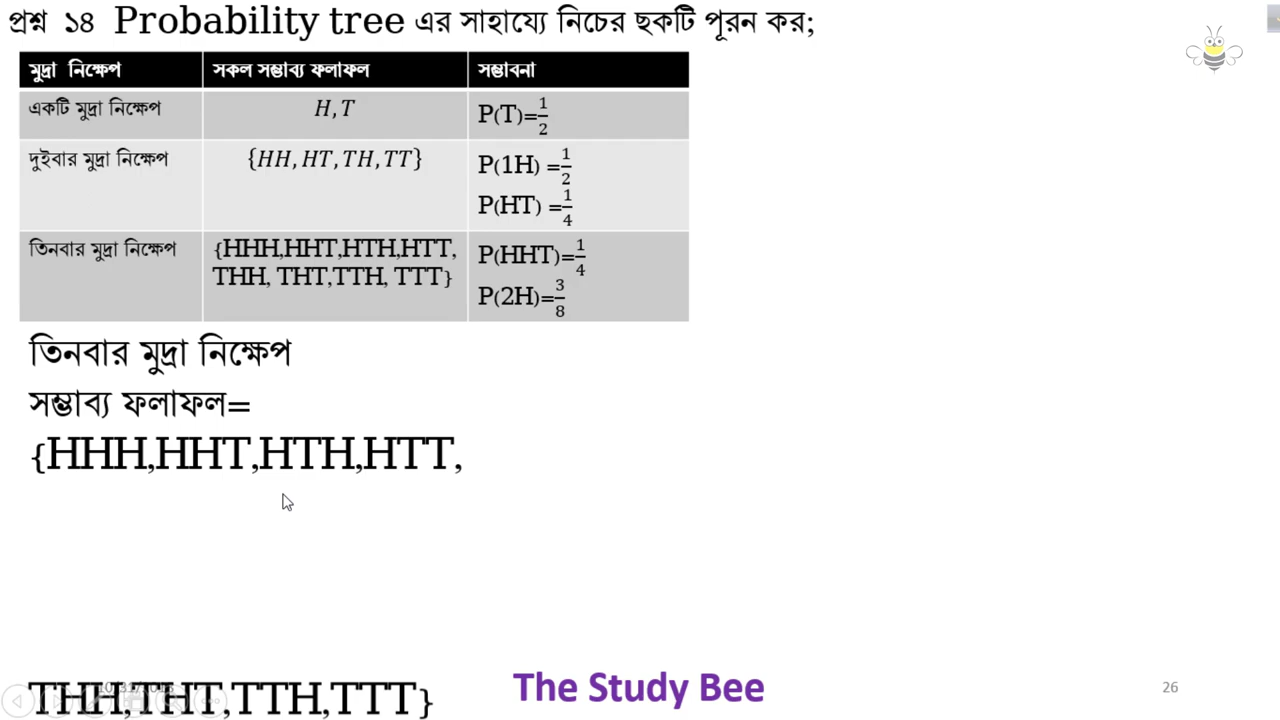 প্রশ্ন ১৪ Probability tree এর সাহায্যে নিচের ছকটি পূরন কর;
মুদ্রা নিক্ষেপ সকল সম্ভাব্য ফলাফল সম্ভাবনা
একটি মুদ্রা নিক্ষেপ H, T P(T)=1/2
দুইবার মুদ্রা নিক্ষেপ {HH, HT, TH, TT} P(1H) =1/2
P(HT) =1/4
তিনবার মুদ্রা নিক্ষেপ {HHH,HHT,HTH,HTT, P(HHT)=1/4
THH, THT,TTH, TTT} P(2H)=3/8
তিনবার মুদ্রা নিক্ষেপ
সম্ভাব্য ফলাফল=
{HHH,HHT,HTH,HTT,
THH,THT,TTH,TTT}
The Study Bee
26